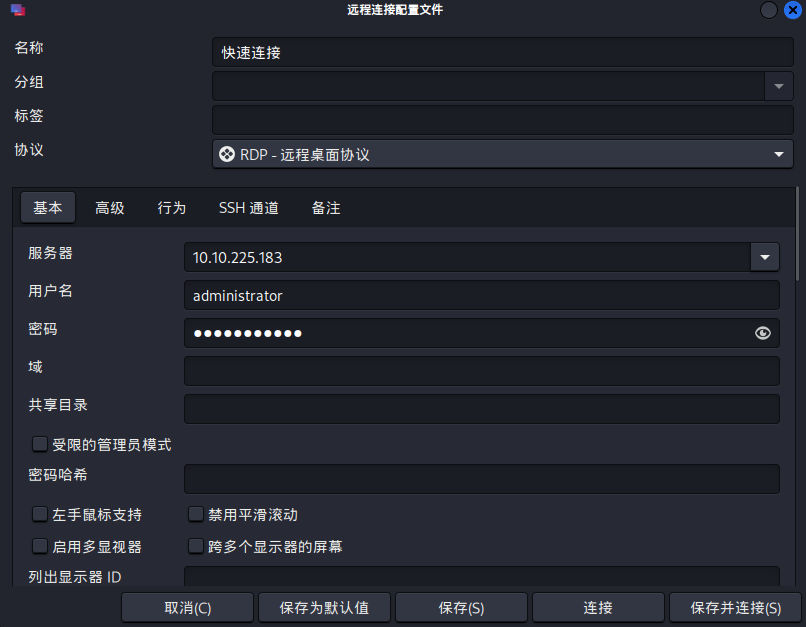 远程连接配置文件
名称 快速连接
分组
标签
协议 RDP - 远程桌面协议
基本 高级 行为 SSH 通道 备注
服务器 10.10.225.183
用户名 administrator
密码 ●●●●●●●●●●●
域
共享目录
受限的管理员模式
密码哈希
左手鼠标支持 禁用平滑滚动
启用多显视器 跨多个显示器的屏幕
列出显示器 ID
取消(C) 保存为默认值 保存(S) 连接 保存并连接(S)